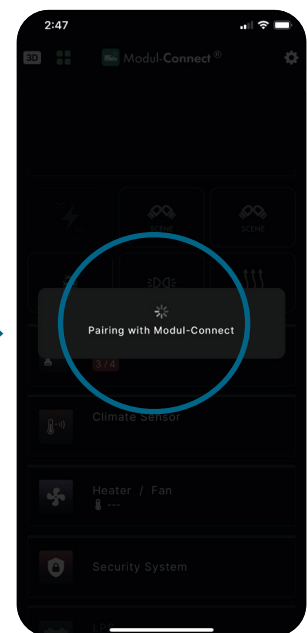 2:47
3D
Modul-Connect®
SCENE
SCENE
Pairing with Modul-Connect
3/4
Climate Sensor
Heater / Fan
---
Security System